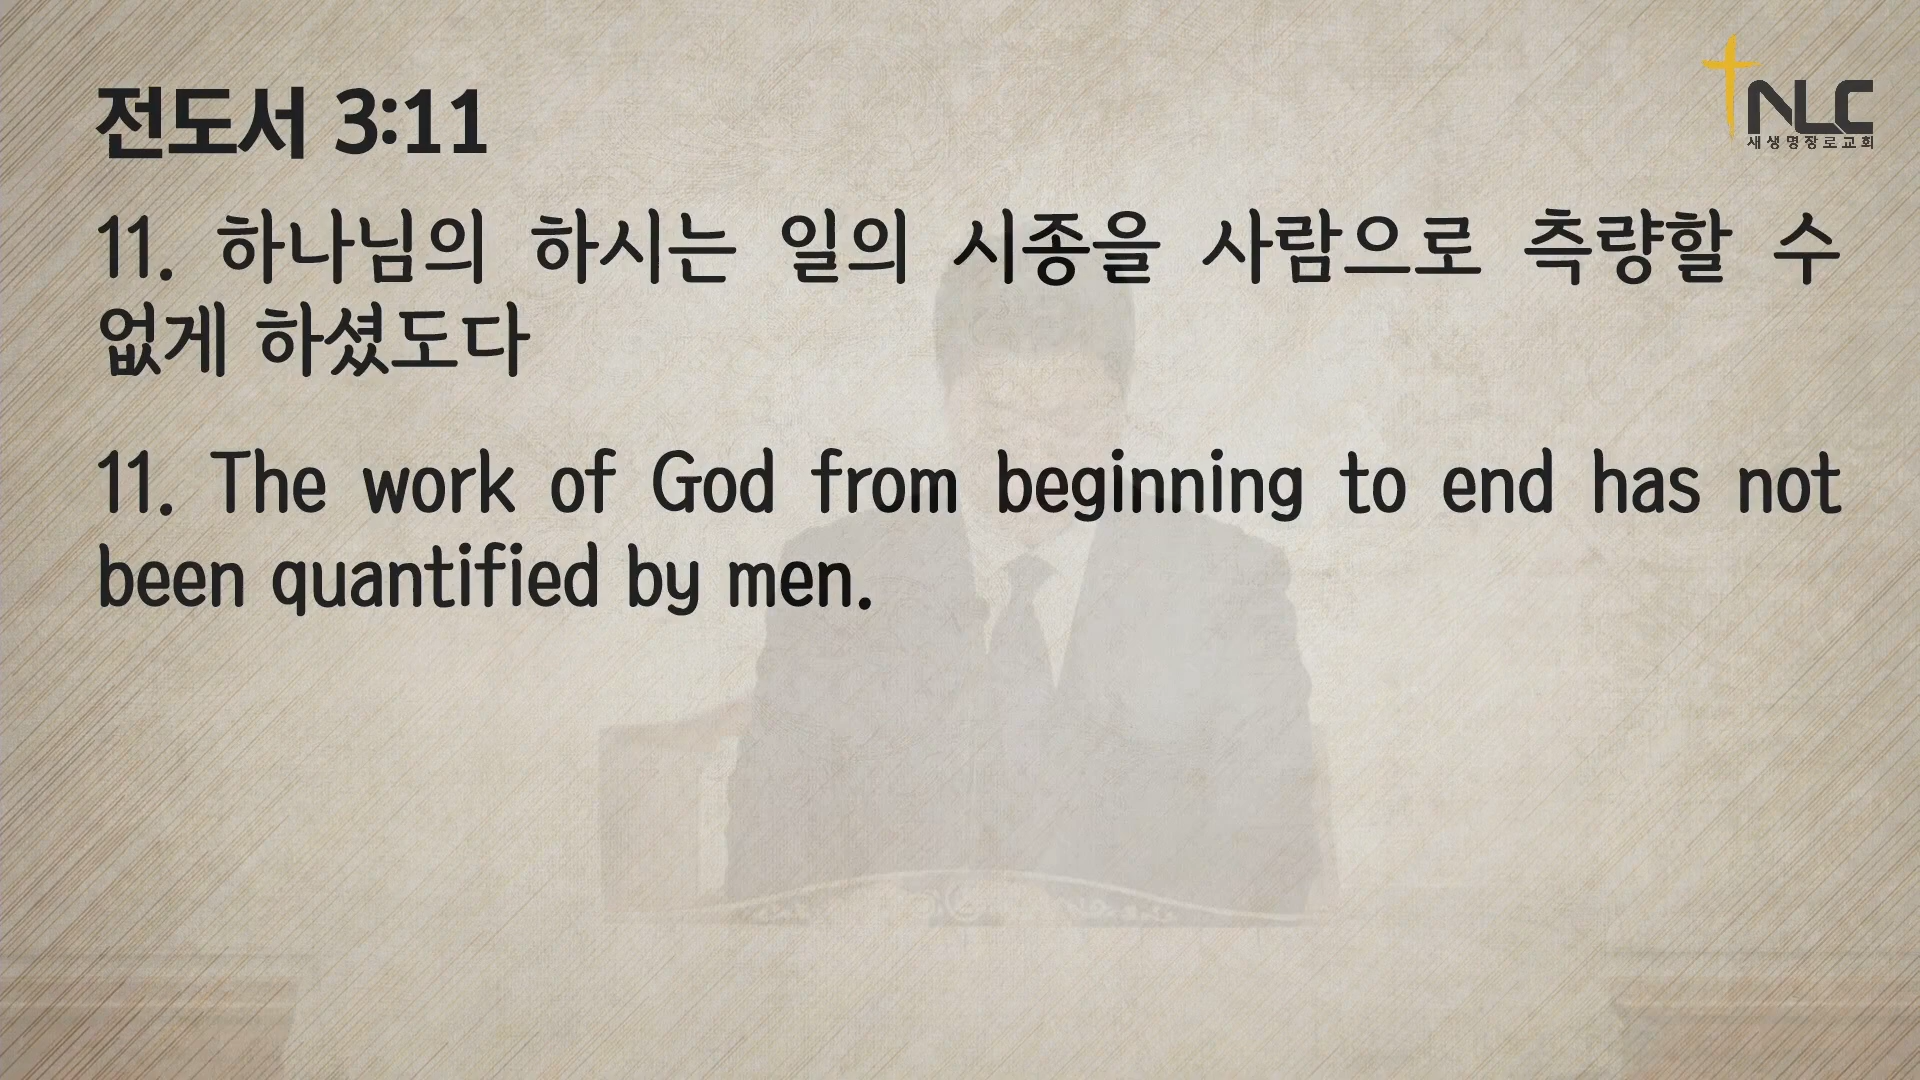 NLC
새생명장로교회
전도서 3:11
11. 하나님의 하시는 일의 시종을 사람으로 측량할 수
없게 하셨도다
11. The work of God from beginning to end has not
been quantified by men.